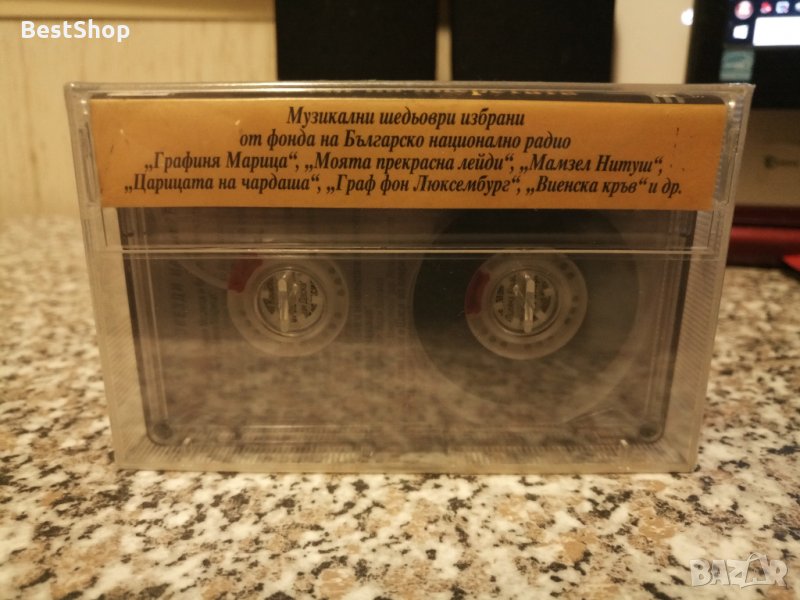 BestShop
Музикални шедьоври избрани
от фонда на Българско национално радио
„Графиня Марица“, „Моята прекрасна лейди“, „Мамзел Нитуш“,
„Царицата на чардаша“, „Граф фон Люксембург“, „Виенска кръв“ и др.
BAZAR